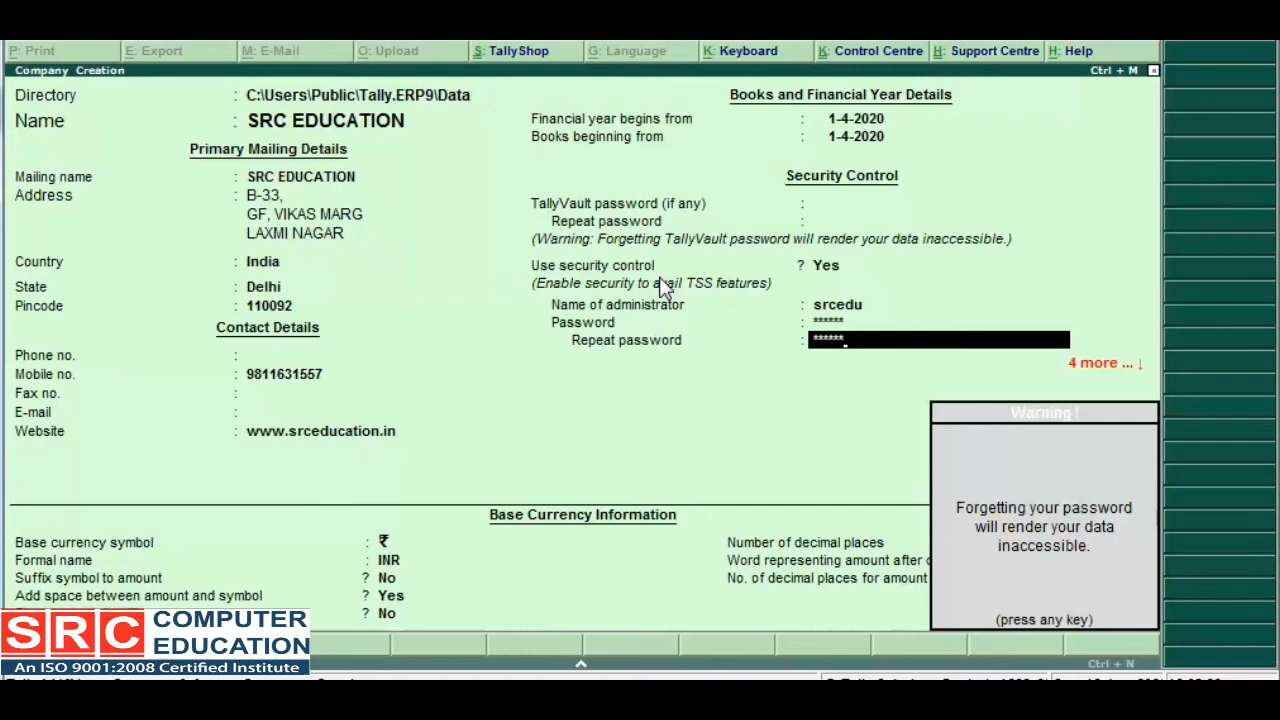 P: Print E: Export M: E-Mail O: Upload S: TallyShop G: Language K: Keyboard K: Control Centre H: Support Centre H: Help
Company Creation Ctrl + M
Directory : C:\Users\Public\Tally.ERP9\Data
Name : SRC EDUCATION
Primary Mailing Details
Mailing name : SRC EDUCATION
Address : B-33,
GF, VIKAS MARG
LAXMI NAGAR
Country : India
State : Delhi
Pincode : 110092
Contact Details
Phone no. :
Mobile no. : 9811631557
Fax no. :
E-mail :
Website : www.srceducation.in
Books and Financial Year Details
Financial year begins from : 1-4-2020
Books beginning from : 1-4-2020
Security Control
TallyVault password (if any) :
Repeat password :
(Warning: Forgetting TallyVault password will render your data inaccessible.)
Use security control ? Yes
(Enable security to avail TSS features)
Name of administrator : srcedu
Password : ******
Repeat password : ******
4 more ... ↓
Warning !
Forgetting your password
will render your data
inaccessible.
(press any key)
Base Currency Information
Base currency symbol : ₹
Formal name : INR
Suffix symbol to amount ? No
Add space between amount and symbol ? Yes
? No
Number of decimal places
Word representing amount after
No. of decimal places for amount
SRC COMPUTER
EDUCATION
An ISO 9001:2008 Certified Institute
Ctrl + N